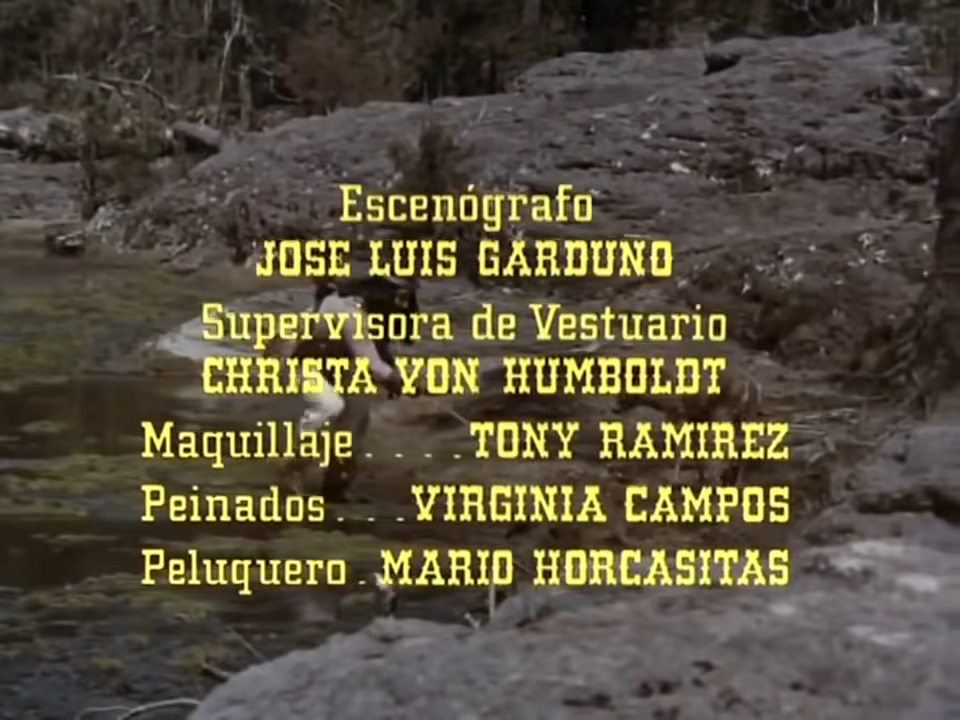 Escenógrafo
JOSE LUIS GARDUNO
Supervisora de Vestuario
CHRISTA VON HUMBOLDT
Maquillaje . . . . . TONY RAMIREZ
Peinados . . . . VIRGINIA CAMPOS
Peluquero . . MARIO HORCASITAS